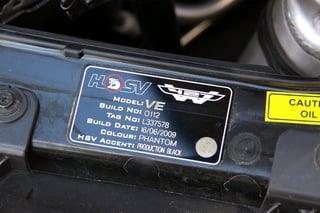 HSV
MODEL: VE
BUILD NO: 0112
TAG NO: L337578
BUILD DATE: 16/06/2009
COLOUR: PHANTOM
HSV ACCENT: PRODUCTION BLACK
CAUT
OIL